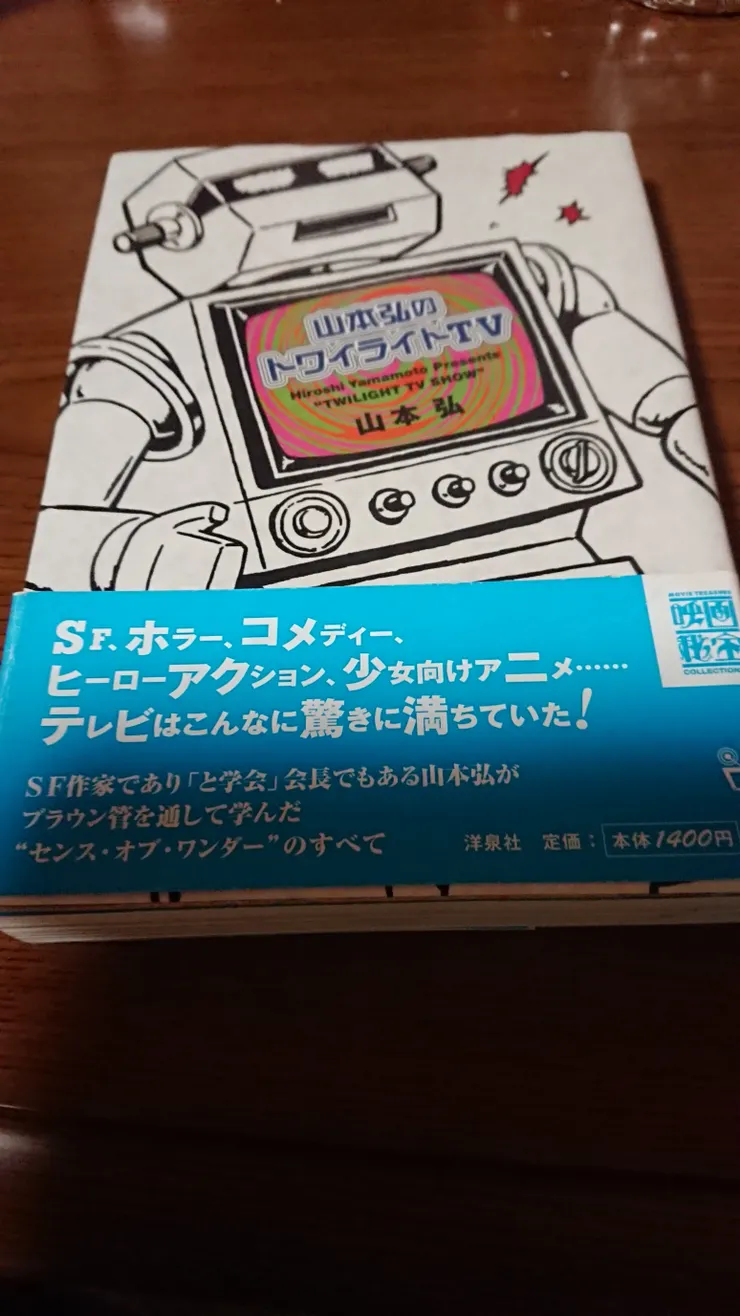 山本弘の
トワイライトTV
Hiroshi Yamamoto Presents
"TWILIGHT TV SHOW"
山本 弘
SF、ホラー、コメディー、
ヒーローアクション、少女向けアニメ……
テレビはこんなに驚きに満ちていた！
MOVIE TREASURE
映画
秘宝
COLLECTION
SF作家であり「と学会」会長でもある山本弘が
ブラウン管を通して学んだ
“センス・オブ・ワンダー”のすべて
洋泉社 定価： 本体1400円